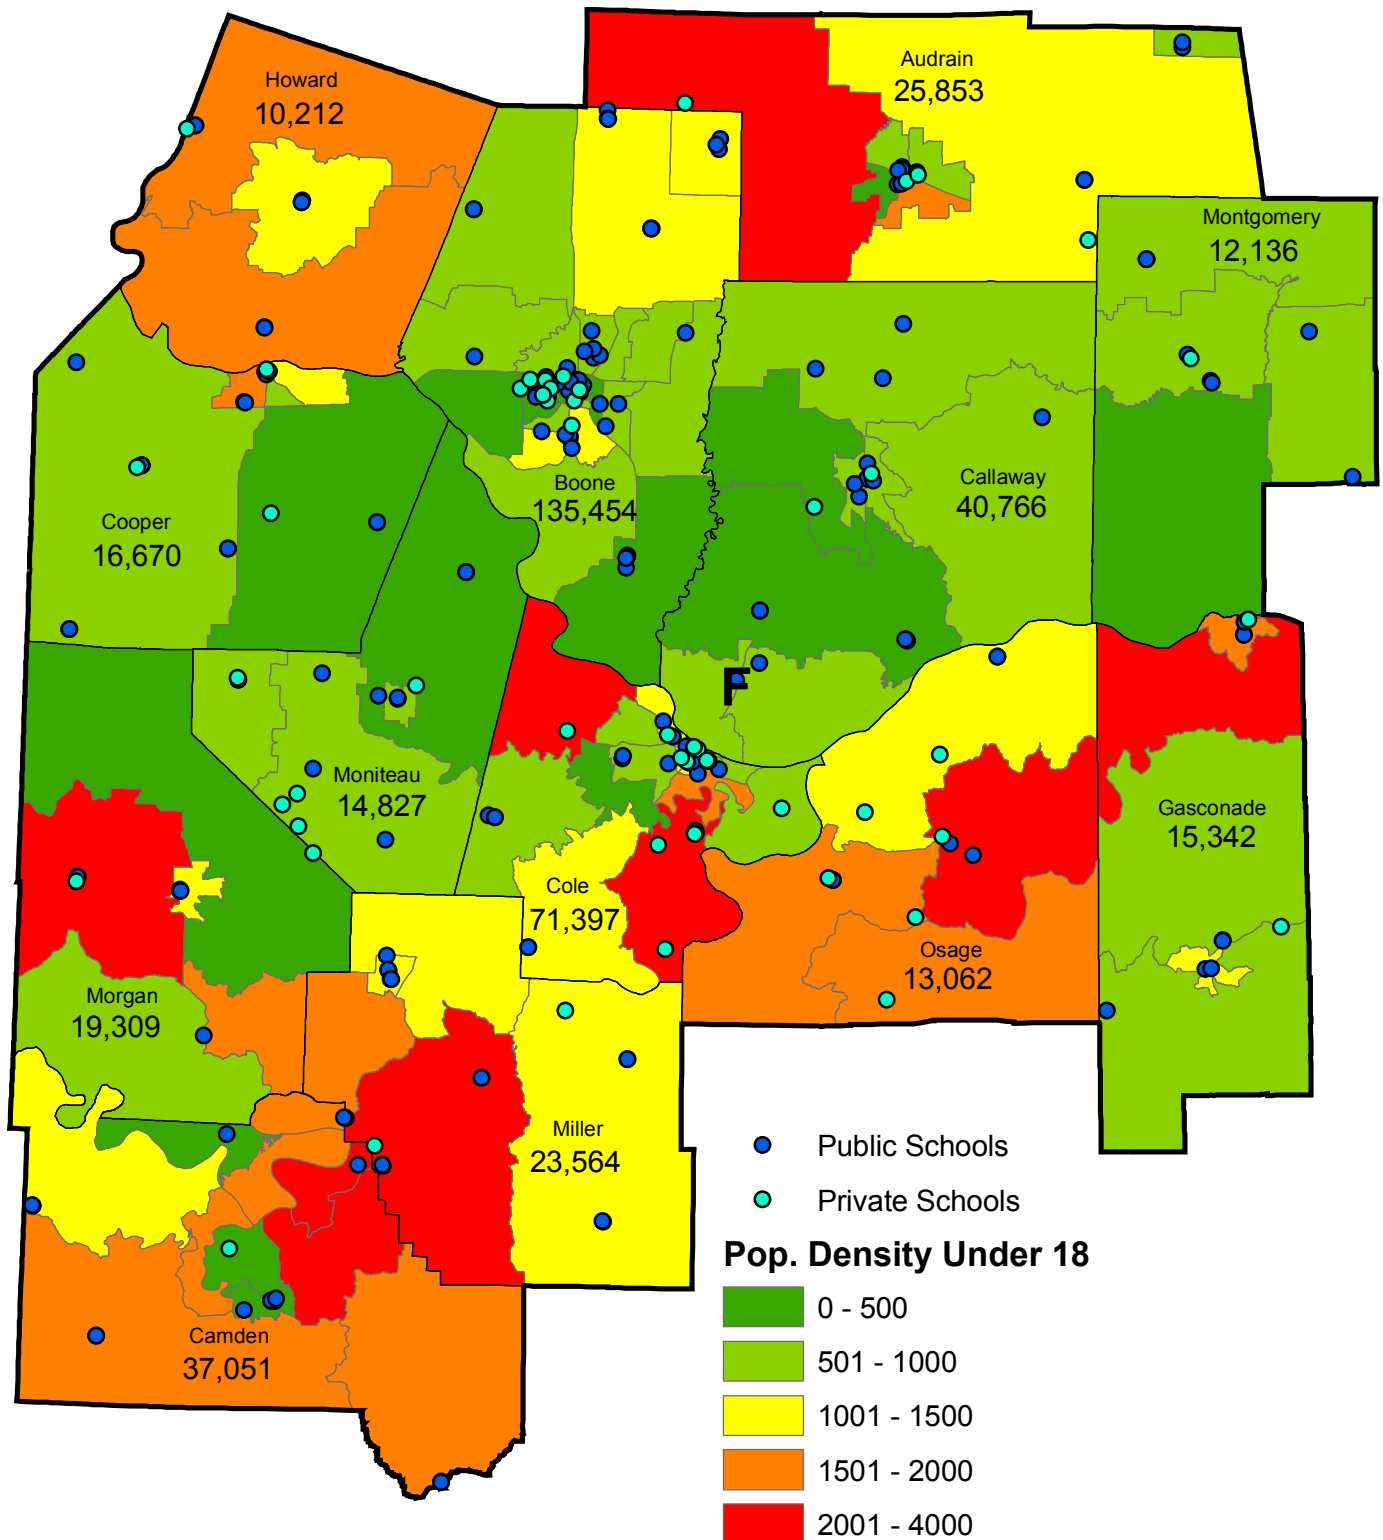 Howard
10,212
Audrain
25,853
Montgomery
12,136
Boone
135,454
Callaway
40,766
Cooper
16,670
F
Moniteau
14,827
Gasconade
15,342
Cole
71,397
Osage
13,062
Morgan
19,309
Miller
23,564
Camden
37,051
Public Schools
Private Schools
Pop. Density Under 18
0 - 500
501 - 1000
1001 - 1500
1501 - 2000
2001 - 4000